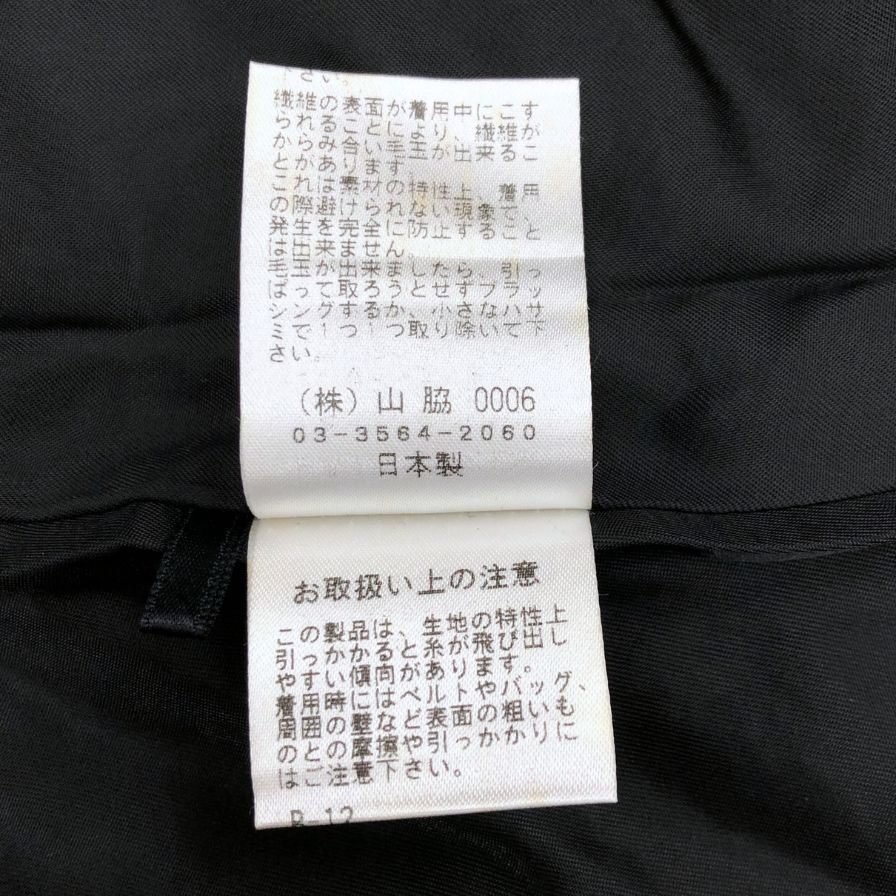 さい。
繊維の表面が着用中にこす
れることにより、繊維が
からみ合い毛玉が出来るこ
とがあります。
これは素材の特性上、着用
の際避けられない現象で、
発生を完全に防止すること
は出来ません。
毛玉が出来ましたら、引っ
ぱって取ろうとせず、ブラッ
シングするか、小さいハサ
ミで1つ1つ取り除いて下
さい。
(株)山 脇 0006
03-3564-2060
日本製
お取扱い上の注意
この製品は、生地の特性上
引っかかると糸が飛び出し
やすい傾向があります。
着用時にはベルトやバッグ、
周囲の壁など表面の粗いも
のとの摩擦や引っかかりに
はご注意下さい。
R-12